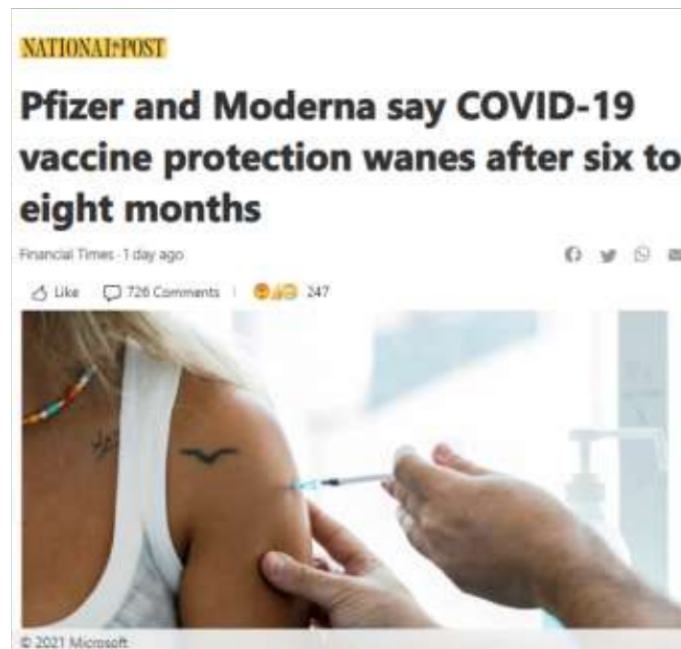 NATIONAL POST
Pfizer and Moderna say COVID-19
vaccine protection wanes after six to
eight months
Financial Times · 1 day ago
Like 726 Comments 247
© 2021 Microsoft